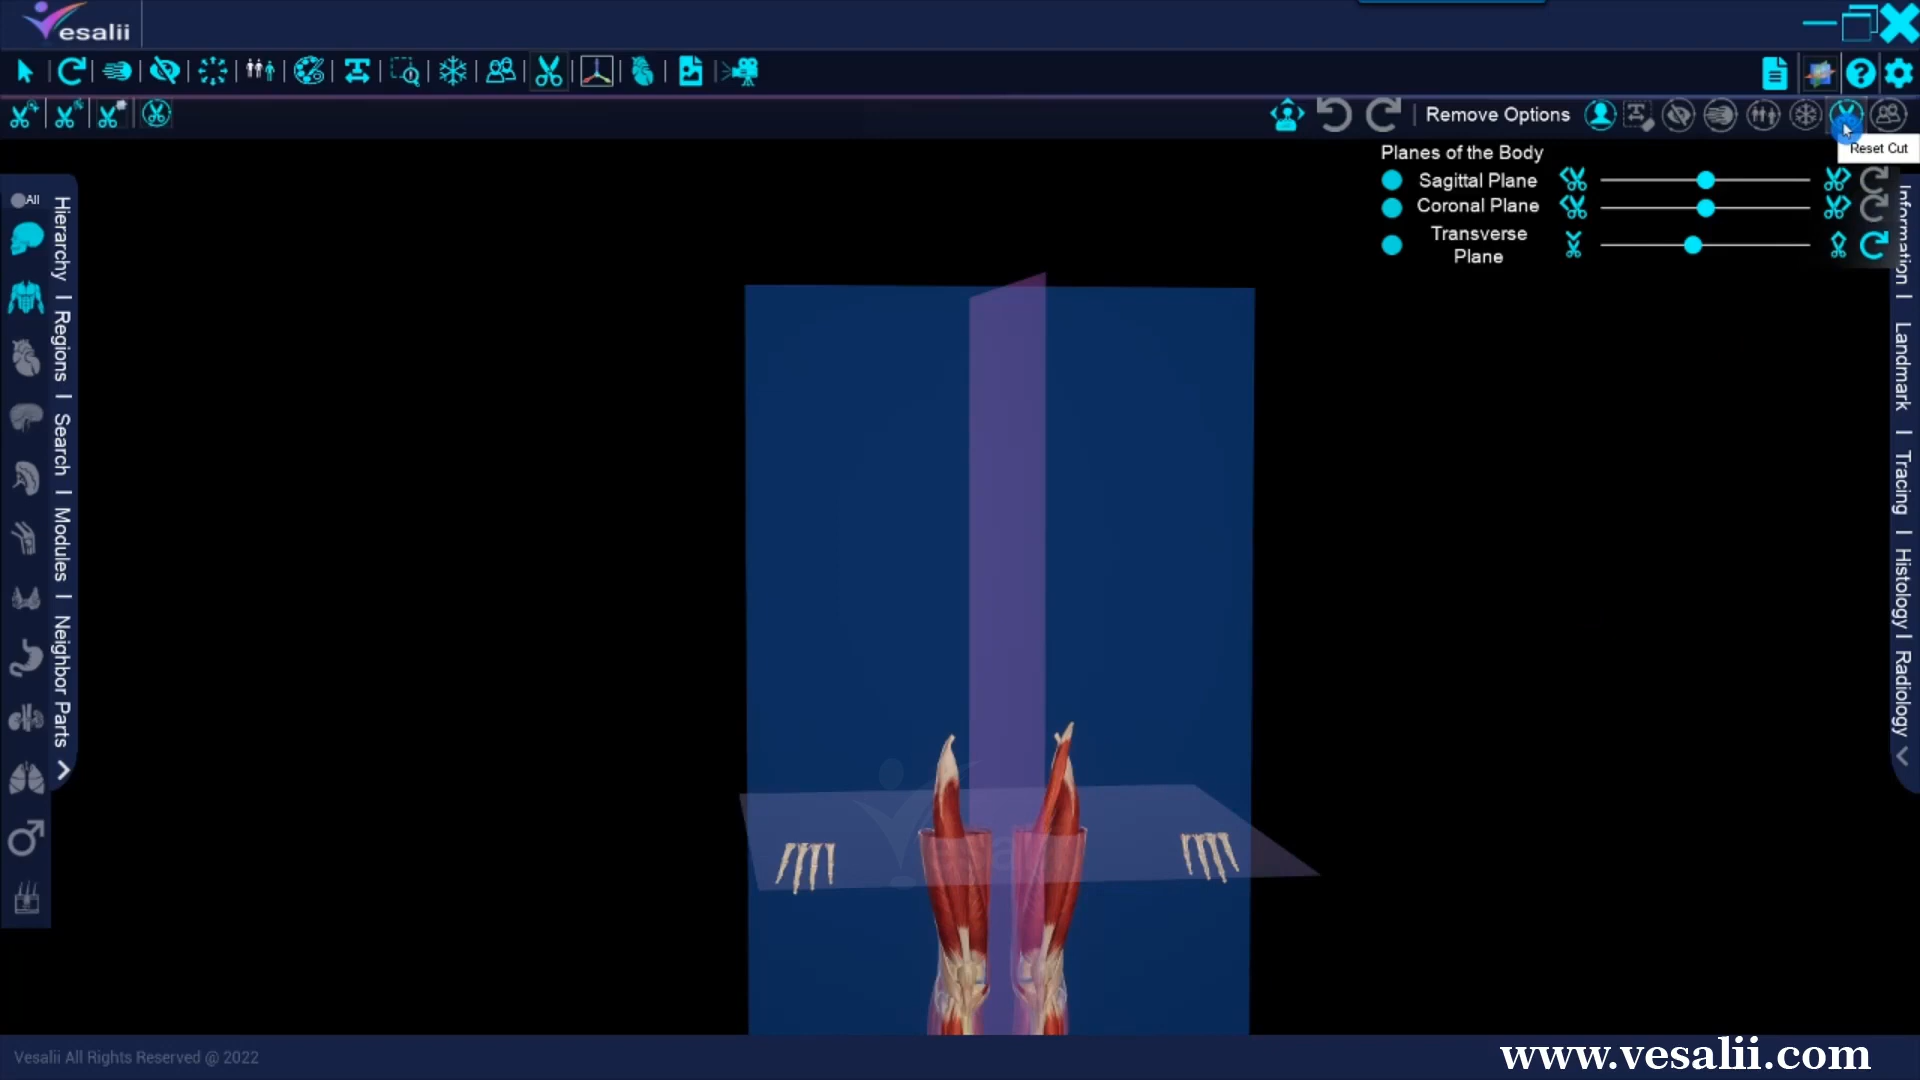 Vesalii
Remove Options
Reset Cut
Planes of the Body
Sagittal Plane
Coronal Plane
Transverse
Plane
All
Hierarchy | Regions | Search | Modules | Neighbor Parts
Information | Landmark | Tracing | Histology | Radiology
Vesalii All Rights Reserved @ 2022
www.vesalii.com